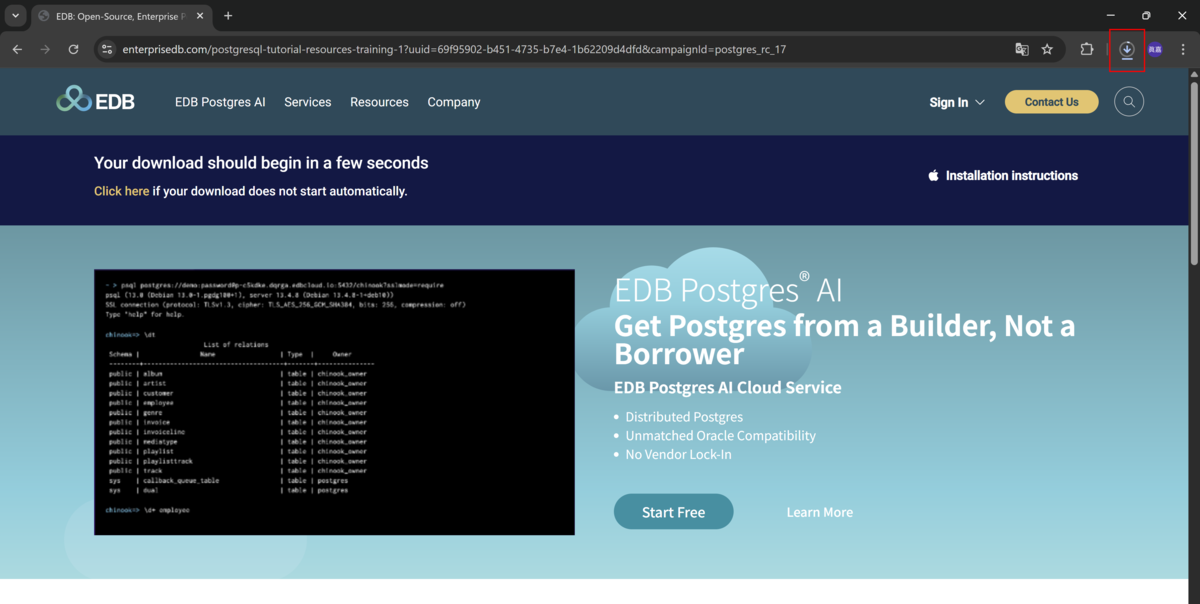 EDB: Open-Source, Enterprise P
enterprisedb.com/postgresql-tutorial-resources-training-1?uuid=69f95902-b451-4735-b7e4-1b62209d4dfd&campaignId=postgres_rc_17
EDB
EDB Postgres AI
Services
Resources
Company
Sign In
Contact Us
Your download should begin in a few seconds
Click here if your download does not start automatically.
Installation instructions
~ > psql postgres://demo:password@p-c5kdke.dqrga.edbcloud.io:5432/chinook?sslmode=require
psql (13.0 (Debian 13.0-1.pgdg100+1), server 13.4.8 (Debian 13.4.8-1+deb10))
SSL connection (protocol: TLSv1.3, cipher: TLS_AES_256_GCM_SHA384, bits: 256, compression: off)
Type "help" for help.
chinook=> \dt
List of relations
Schema | Name | Type | Owner
public | album | table | chinook_owner
public | artist | table | chinook_owner
public | customer | table | chinook_owner
public | employee | table | chinook_owner
public | genre | table | chinook_owner
public | invoice | table | chinook_owner
public | invoiceline | table | chinook_owner
public | mediatype | table | chinook_owner
public | playlist | table | chinook_owner
public | playlisttrack | table | chinook_owner
public | track | table | chinook_owner
sys | callback_queue_table | table | postgres
sys | dual | table | postgres
chinook=> \d+ employee
EDB Postgres® AI
Get Postgres from a Builder, Not a
Borrower
EDB Postgres AI Cloud Service
• Distributed Postgres
• Unmatched Oracle Compatibility
• No Vendor Lock-In
Start Free
Learn More